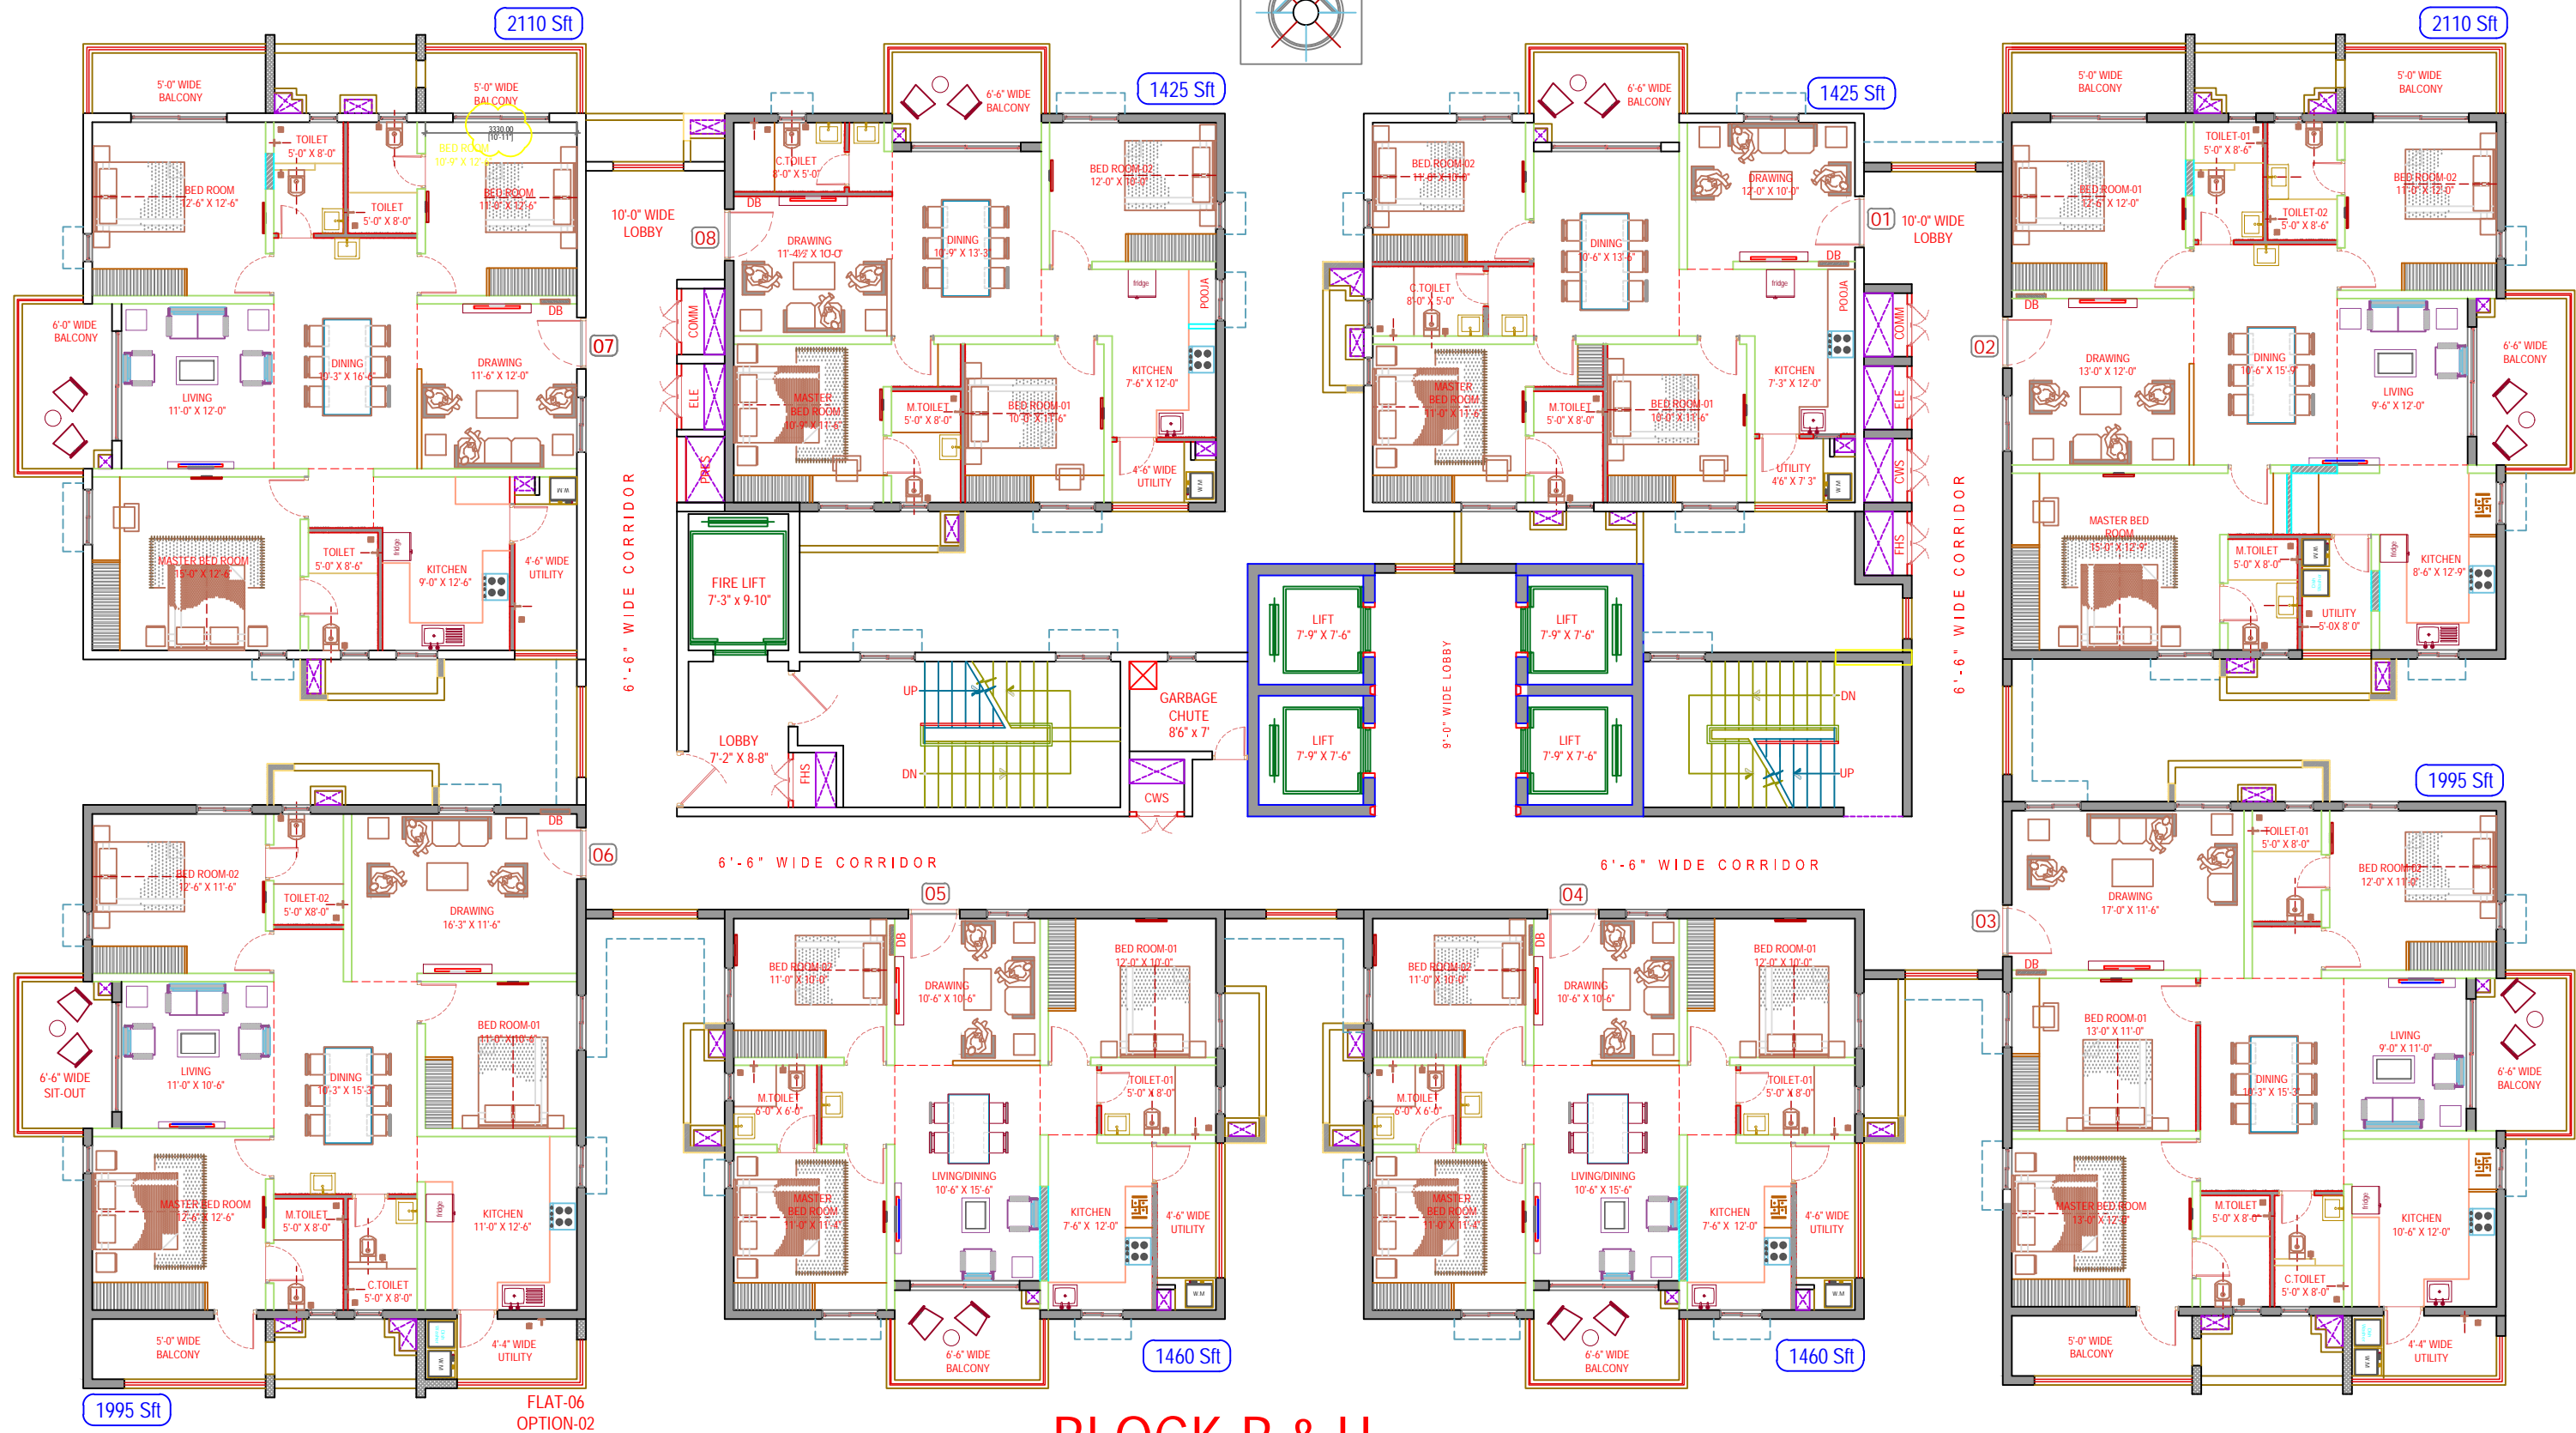 2110 Sft
5'-0" WIDE
BALCONY
5'-0" WIDE
BALCONY
3330.00
[10'-11"]
BED ROOM
TOILET
5'-0" X 8'-0"
TOILET
5'-0" X 8'-0"
BED ROOM
12'-6" X 12'-6"
BED ROOM
11'-0" X 12'-6"
DB
07
6'-0" WIDE
BALCONY
LIVING
11'-0" X 12'-0"
DINING
10'-3" X 16'-6"
DRAWING
11'-6" X 12'-0"
MASTER BED ROOM
15'-0" X 12'-6"
TOILET
5'-0" X 8'-6"
fridge
KITCHEN
9'-0" X 12'-6"
4'-6" WIDE
UTILITY
W.M
10'-0" WIDE
LOBBY
6'-6" WIDE CORRIDOR
1425 Sft
6'-6" WIDE
BALCONY
C.TOILET
8'-0" X 5'-0"
DB
08
DRAWING
11'-4½" X 10'-0"
DINING
10'-9" X 13'-3"
BED ROOM-02
12'-0" X 10'-0"
fridge
POOJA
COMM
ELE
MASTER
BED ROOM
10'-9" X 11'-6"
M.TOILET
5'-0" X 8'-0"
BED ROOM-01
10'-0" X 11'-6"
KITCHEN
7'-6" X 12'-0"
4'-6" WIDE
UTILITY
W.M
1425 Sft
6'-6" WIDE
BALCONY
BED ROOM-02
11'-0" X 10'-0"
DRAWING
12'-0" X 10'-0"
01
DB
DINING
10'-6" X 13'-6"
C.TOILET
8'-0" X 5'-0"
fridge
POOJA
MASTER
BED ROOM
11'-0" X 11'-6"
M.TOILET
5'-0" X 8'-0"
BED ROOM-01
10'-0" X 11'-6"
KITCHEN
7'-3" X 12'-0"
UTILITY
4'6" X 7' 3"
W.M
COMM
ELE
CWS
FHS
10'-0" WIDE
LOBBY
6'-6" WIDE CORRIDOR
2110 Sft
5'-0" WIDE
BALCONY
5'-0" WIDE
BALCONY
TOILET-01
5'-0" X 8'-6"
TOILET-02
5'-0" X 8'-6"
BED ROOM-01
12'-6" X 12'-0"
BED ROOM-02
11'-0" X 12'-0"
DB
02
DRAWING
13'-0" X 12'-0"
DINING
10'-6" X 15'-9"
LIVING
9'-6" X 12'-0"
6'-6" WIDE
BALCONY
MASTER BED
ROOM
15'-0" X 12'-9"
M.TOILET
5'-0" X 8'-0"
W.M
fridge
KITCHEN
8'-6" X 12'-9"
UTILITY
5'-0X 8' 0"
FIRE LIFT
7'-3" x 9-10"
LOBBY
7'-2" X 8-8"
FHS
UP
DN
GARBAGE
CHUTE
8'6" x 7'
CWS
LIFT
7'-9" X 7'-6"
LIFT
7'-9" X 7'-6"
LIFT
7'-9" X 7'-6"
LIFT
7'-9" X 7'-6"
9'-0" WIDE LOBBY
DN
UP
6'-6" WIDE CORRIDOR
6'-6" WIDE CORRIDOR
DB
06
BED ROOM-02
12'-6" X 11'-6"
TOILET-02
5'-0" X8'-0"
DRAWING
16'-3" X 11'-6"
6'-6" WIDE
SIT-OUT
LIVING
11'-0" X 10'-6"
DINING
10'-3" X 15'-3"
BED ROOM-01
11'-0" X 10'-6"
MASTER BED ROOM
12'-6" X 12'-6"
M.TOILET
5'-0" X 8'-0"
C.TOILET
5'-0" X 8'-0"
fridge
KITCHEN
11'-0" X 12'-6"
5'-0" WIDE
BALCONY
W.M
4'-4" WIDE
UTILITY
1995 Sft
FLAT-06
OPTION-02
05
DB
BED ROOM-02
11'-0" X 10'-0"
DRAWING
10'-6" X 10'-6"
BED ROOM-01
12'-0" X 10'-0"
M.TOILET
6'-0" X 6'-0"
TOILET-01
5'-0" X 8'-0"
LIVING/DINING
10'-6" X 15'-6"
MASTER
BED ROOM
11'-0" X 11'-4"
KITCHEN
7'-6" X 12'-0"
4'-6" WIDE
UTILITY
W.M
6'-6" WIDE
BALCONY
1460 Sft
04
DB
BED ROOM-02
11'-0" X 10'-0"
DRAWING
10'-6" X 10'-6"
BED ROOM-01
12'-0" X 10'-0"
M.TOILET
6'-0" X 6'-0"
TOILET-01
5'-0" X 8'-0"
LIVING/DINING
10'-6" X 15'-6"
MASTER
BED ROOM
11'-0" X 11'-4"
KITCHEN
7'-6" X 12'-0"
4'-6" WIDE
UTILITY
W.M
6'-6" WIDE
BALCONY
1460 Sft
1995 Sft
03
DB
DRAWING
17'-0" X 11'-6"
TOILET-01
5'-0" X 8'-0"
BED ROOM-02
12'-0" X 11'-0"
BED ROOM-01
13'-0" X 11'-0"
DINING
10'-3" X 15'-3"
LIVING
9'-0" X 11'-0"
6'-6" WIDE
BALCONY
MASTER BED ROOM
13'-0" X 12'-0"
M.TOILET
5'-0" X 8'-0"
C.TOILET
5'-0" X 8'-0"
fridge
KITCHEN
10'-6" X 12'-0"
5'-0" WIDE
BALCONY
W.M
4'-4" WIDE
UTILITY
BLOCK